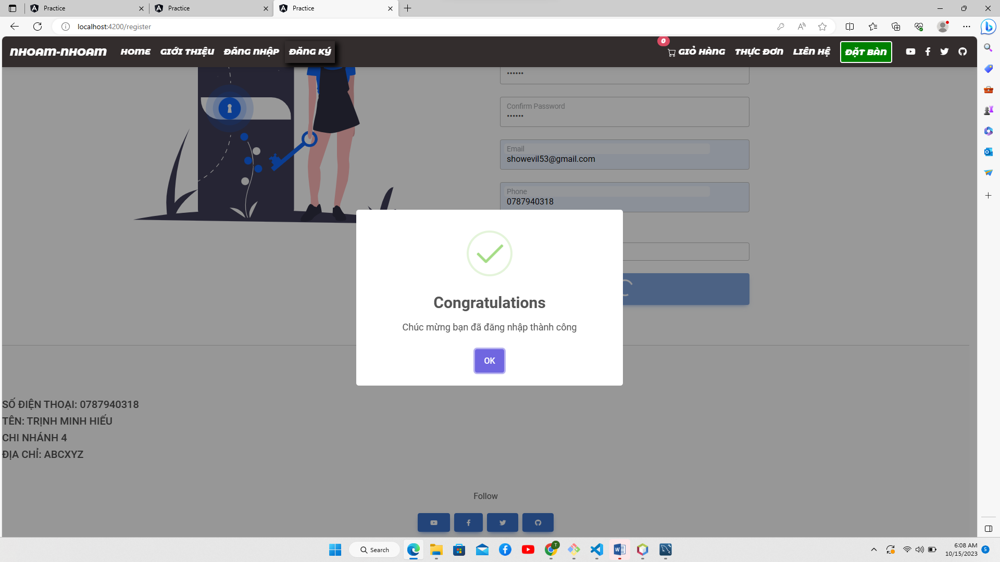 Practice
Practice
Practice
localhost:4200/register
NHOAM-NHOAM HOME GIỚI THIỆU ĐĂNG NHẬP ĐĂNG KÝ
0
GIỎ HÀNG THỰC ĐƠN LIÊN HỆ ĐẶT BÀN
••••••
Confirm Password
••••••
Email
showevil53@gmail.com
Phone
0787940318
Congratulations
Chúc mừng bạn đã đăng nhập thành công
OK
SỐ ĐIỆN THOẠI: 0787940318
TÊN: TRỊNH MINH HIẾU
CHI NHÁNH 4
ĐỊA CHỈ: ABCXYZ
Follow
Search
T
6:08 AM
10/15/2023
5